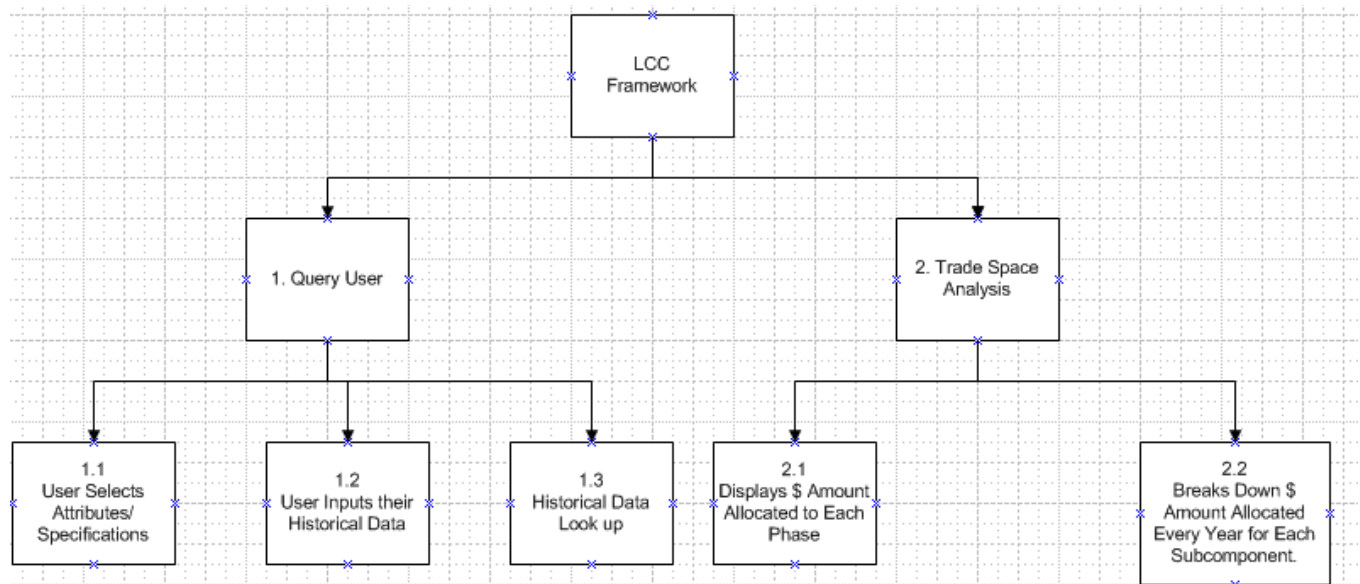 LCC
Framework
1. Query User
2. Trade Space
Analysis
1.1
User Selects
Attributes/
Specifications
1.2
User Inputs their
Historical Data
1.3
Historical Data
Look up
2.1
Displays $ Amount
Allocated to Each
Phase
2.2
Breaks Down $
Amount Allocated
Every Year for Each
Subcomponent.